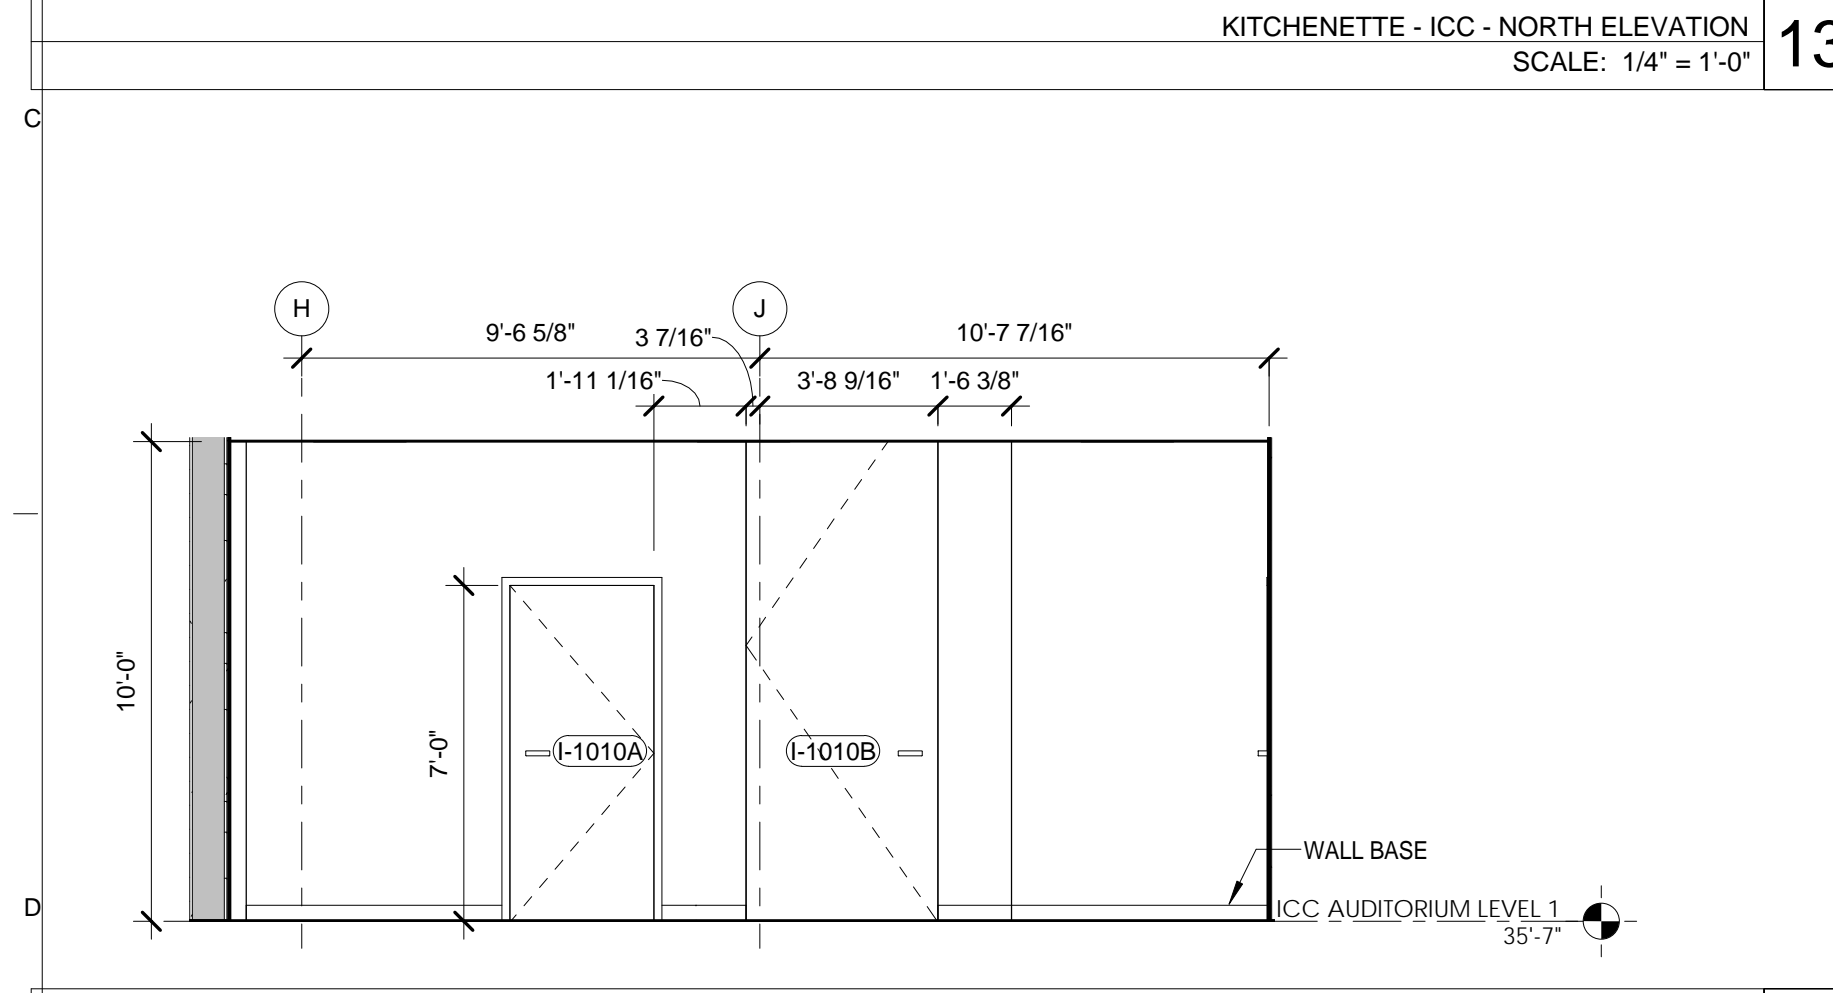 KITCHENETTE - ICC - NORTH ELEVATION
SCALE: 1/4" = 1'-0"
13
C
H
J
9'-6 5/8"
3 7/16"
10'-7 7/16"
1'-11 1/16"
3'-8 9/16"
1'-6 3/8"
10'-0"
7'-0"
I-1010A
I-1010B
WALL BASE
D
ICC AUDITORIUM LEVEL 1
35'-7"